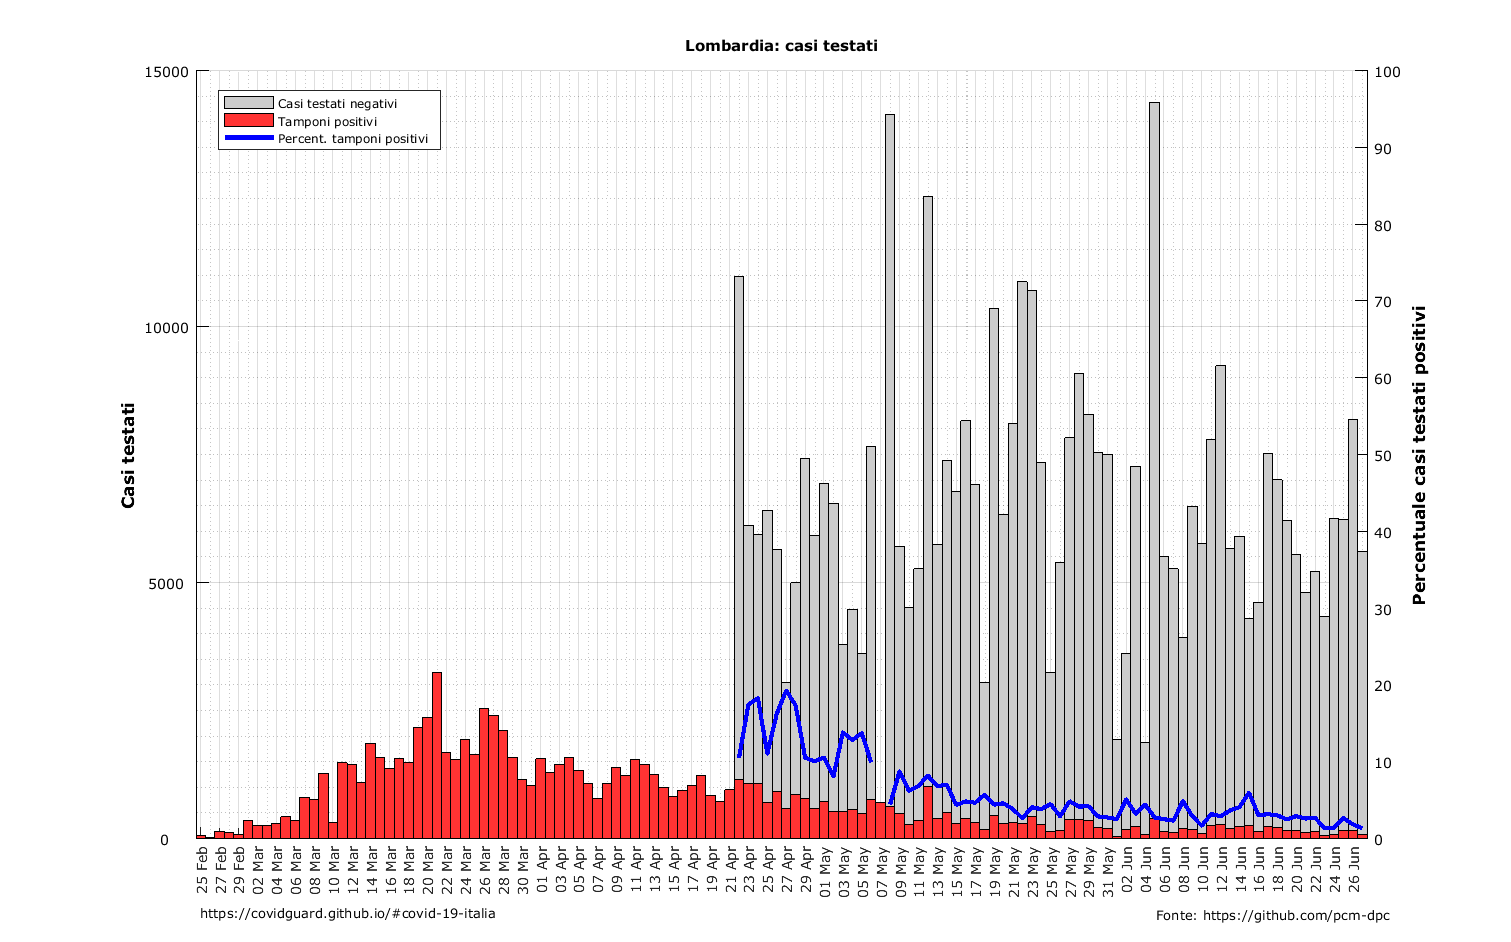 Lombardia: casi testati
Casi testati negativi
Tamponi positivi
Percent. tamponi positivi
15000
10000
5000
0
Casi testati
100
90
80
70
60
50
40
30
20
10
0
Percentuale casi testati positivi
25 Feb
27 Feb
29 Feb
02 Mar
04 Mar
06 Mar
08 Mar
10 Mar
12 Mar
14 Mar
16 Mar
18 Mar
20 Mar
22 Mar
24 Mar
26 Mar
28 Mar
30 Mar
01 Apr
03 Apr
05 Apr
07 Apr
09 Apr
11 Apr
13 Apr
15 Apr
17 Apr
19 Apr
21 Apr
23 Apr
25 Apr
27 Apr
29 Apr
01 May
03 May
05 May
07 May
09 May
11 May
13 May
15 May
17 May
19 May
21 May
23 May
25 May
27 May
29 May
31 May
02 Jun
04 Jun
06 Jun
08 Jun
10 Jun
12 Jun
14 Jun
16 Jun
18 Jun
20 Jun
22 Jun
24 Jun
26 Jun
https://covidguard.github.io/#covid-19-italia
Fonte: https://github.com/pcm-dpc